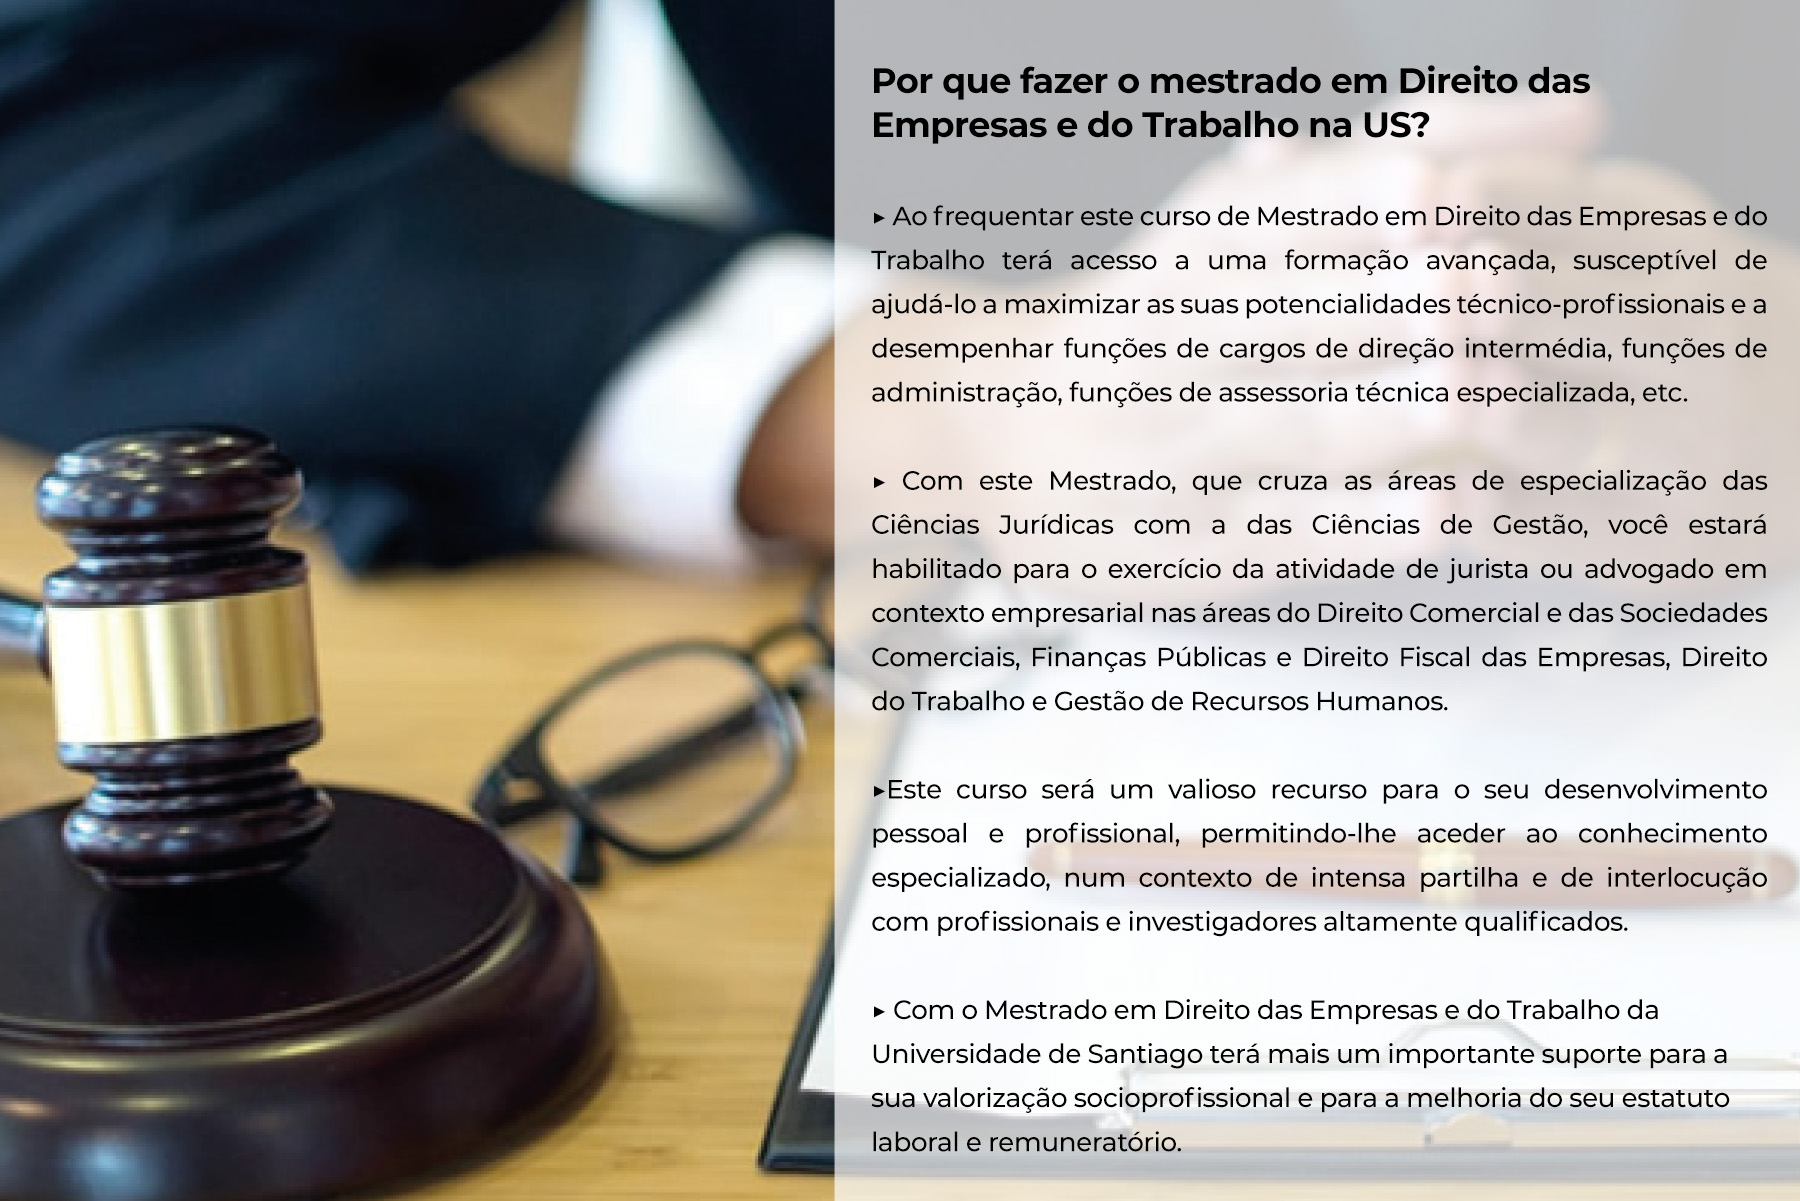 Por que fazer o mestrado em Direito das
Empresas e do Trabalho na US?
▸ Ao frequentar este curso de Mestrado em Direito das Empresas e do
Trabalho terá acesso a uma formação avançada, susceptível de
ajudá-lo a maximizar as suas potencialidades técnico-profissionais e a
desempenhar funções de cargos de direção intermédia, funções de
administração, funções de assessoria técnica especializada, etc.
▸ Com este Mestrado, que cruza as áreas de especialização das
Ciências Jurídicas com a das Ciências de Gestão, você estará
habilitado para o exercício da atividade de jurista ou advogado em
contexto empresarial nas áreas do Direito Comercial e das Sociedades
Comerciais, Finanças Públicas e Direito Fiscal das Empresas, Direito
do Trabalho e Gestão de Recursos Humanos.
▸Este curso será um valioso recurso para o seu desenvolvimento
pessoal e profissional, permitindo-lhe aceder ao conhecimento
especializado, num contexto de intensa partilha e de interlocução
com profissionais e investigadores altamente qualificados.
▸ Com o Mestrado em Direito das Empresas e do Trabalho da
Universidade de Santiago terá mais um importante suporte para a
sua valorização socioprofissional e para a melhoria do seu estatuto
laboral e remuneratório.